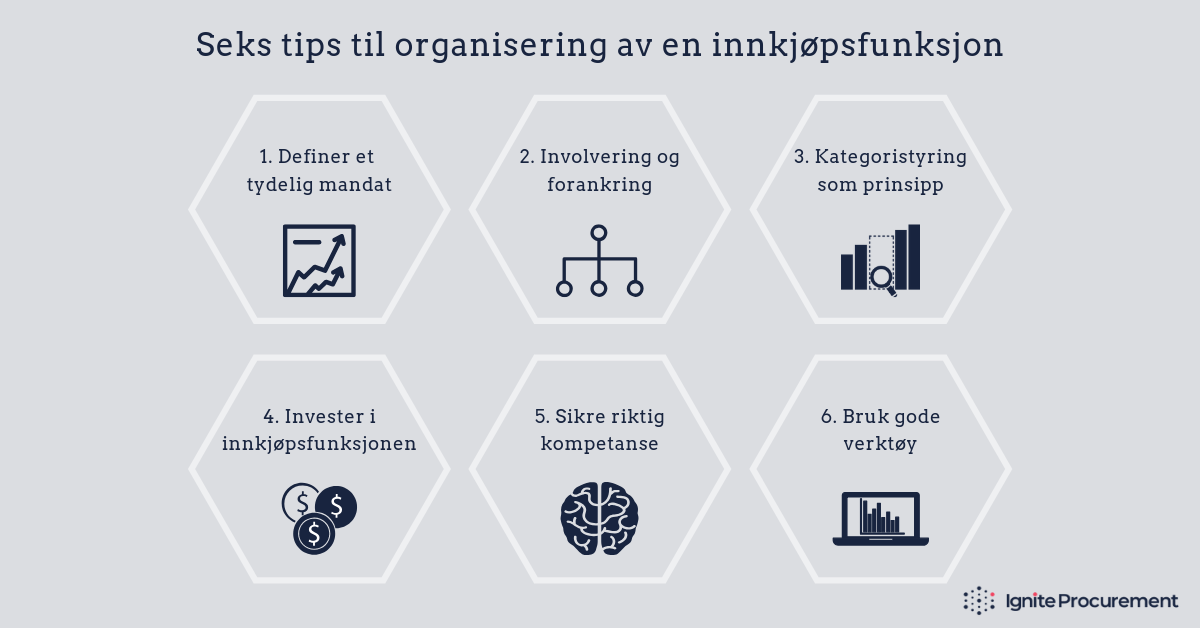 Seks tips til organisering av en innkjøpsfunksjon
1. Definer et
tydelig mandat
2. Involvering og
forankring
3. Kategoristyring
som prinsipp
4. Invester i
innkjøpsfunksjonen
$ $
$
5. Sikre riktig
kompetanse
6. Bruk gode
verktøy
Ignite Procurement